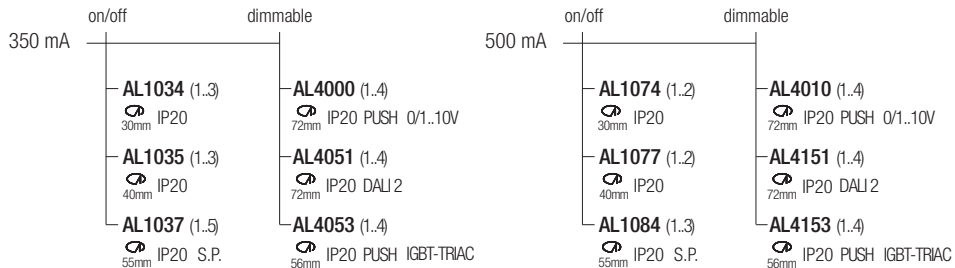 on/off dimmable
350 mA
AL1034 (1..3)
30mm IP20
AL1035 (1..3)
40mm IP20
AL1037 (1..5)
55mm IP20 S.P.
AL4000 (1..4)
72mm IP20 PUSH 0/1..10V
AL4051 (1..4)
72mm IP20 DALI 2
AL4053 (1..4)
56mm IP20 PUSH IGBT-TRIAC
on/off dimmable
500 mA
AL1074 (1..2)
30mm IP20
AL1077 (1..2)
40mm IP20
AL1084 (1..3)
55mm IP20 S.P.
AL4010 (1..4)
72mm IP20 PUSH 0/1..10V
AL4151 (1..4)
72mm IP20 DALI 2
AL4153 (1..4)
56mm IP20 PUSH IGBT-TRIAC